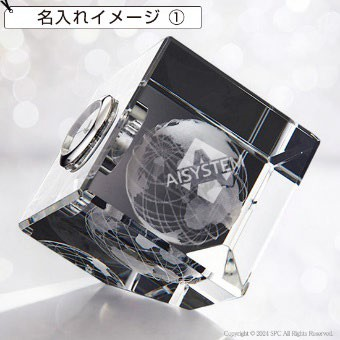 名入れイメージ ①
AISYSTEM
Copyright © 2024 SPC All Rights Reserved.